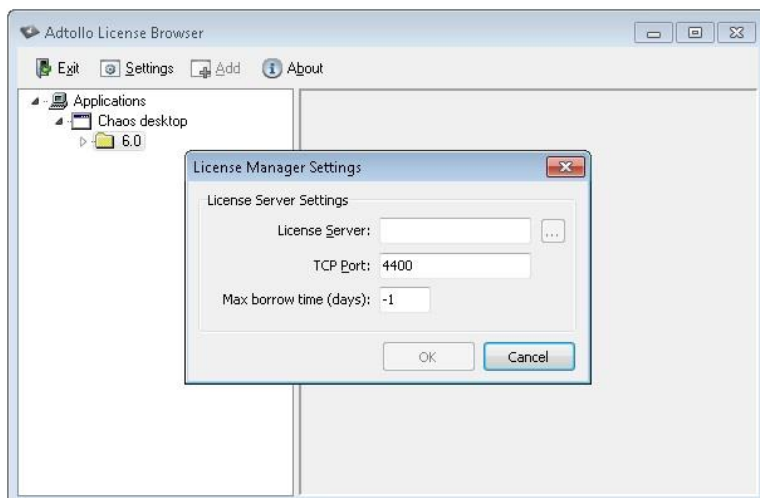 Adtollo License Browser
Exit Settings Add About
Applications
Chaos desktop
6.0
License Manager Settings
License Server Settings
License Server:
...
TCP Port: 4400
Max borrow time (days): -1
OK Cancel